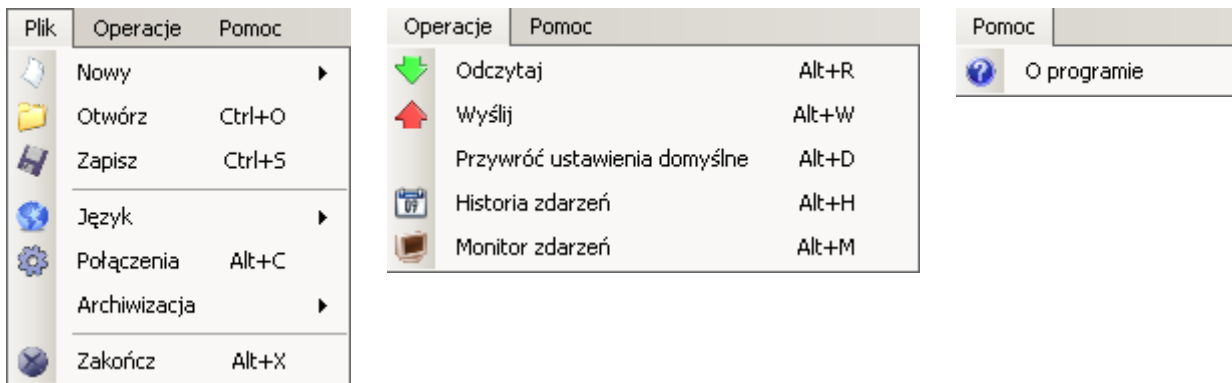 Plik Operacje Pomoc
Nowy
Otwórz Ctrl+O
Zapisz Ctrl+S
Język
Połączenia Alt+C
Archiwizacja
Zakończ Alt+X
Operacje Pomoc
Odczytaj Alt+R
Wyślij Alt+W
Przywróć ustawienia domyślne Alt+D
09
Historia zdarzeń Alt+H
Monitor zdarzeń Alt+M
Pomoc
O programie